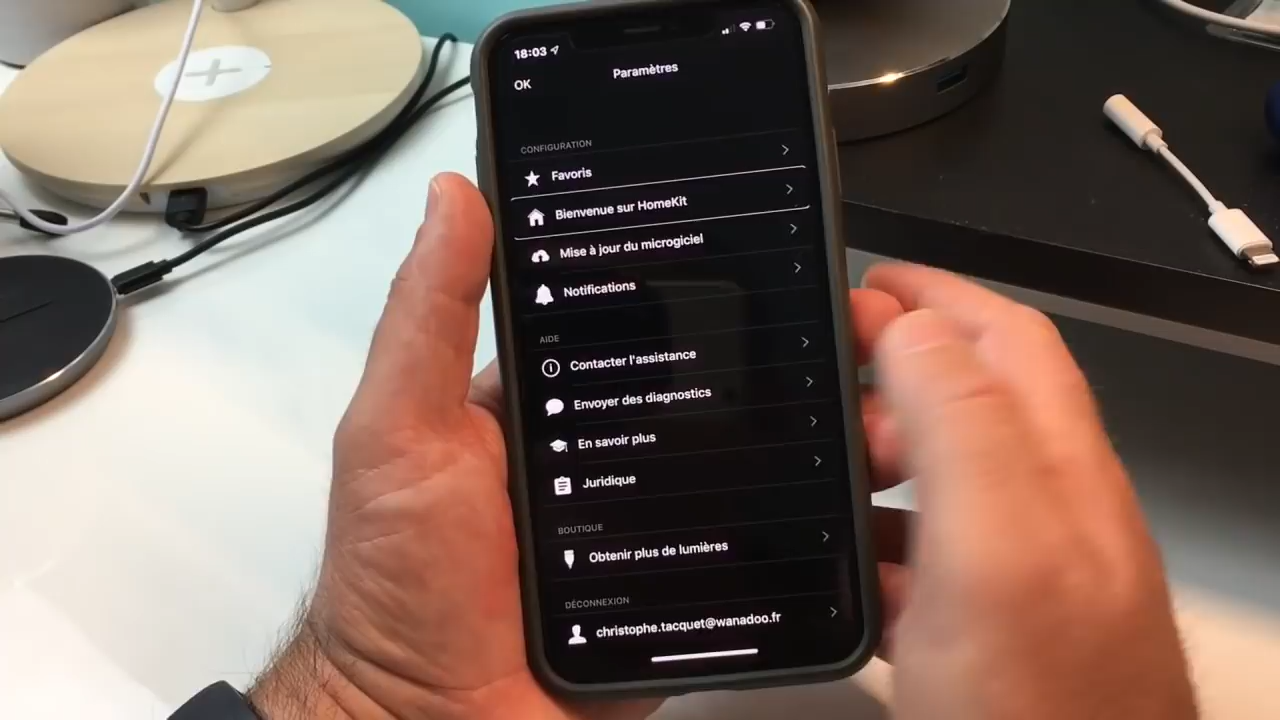 18:03
OK
Paramètres
CONFIGURATION
Favoris
Bienvenue sur HomeKit
Mise à jour du microgiciel
Notifications
AIDE
Contacter l'assistance
Envoyer des diagnostics
En savoir plus
Juridique
BOUTIQUE
Obtenir plus de lumières
DÉCONNEXION
christophe.tacquet@wanadoo.fr